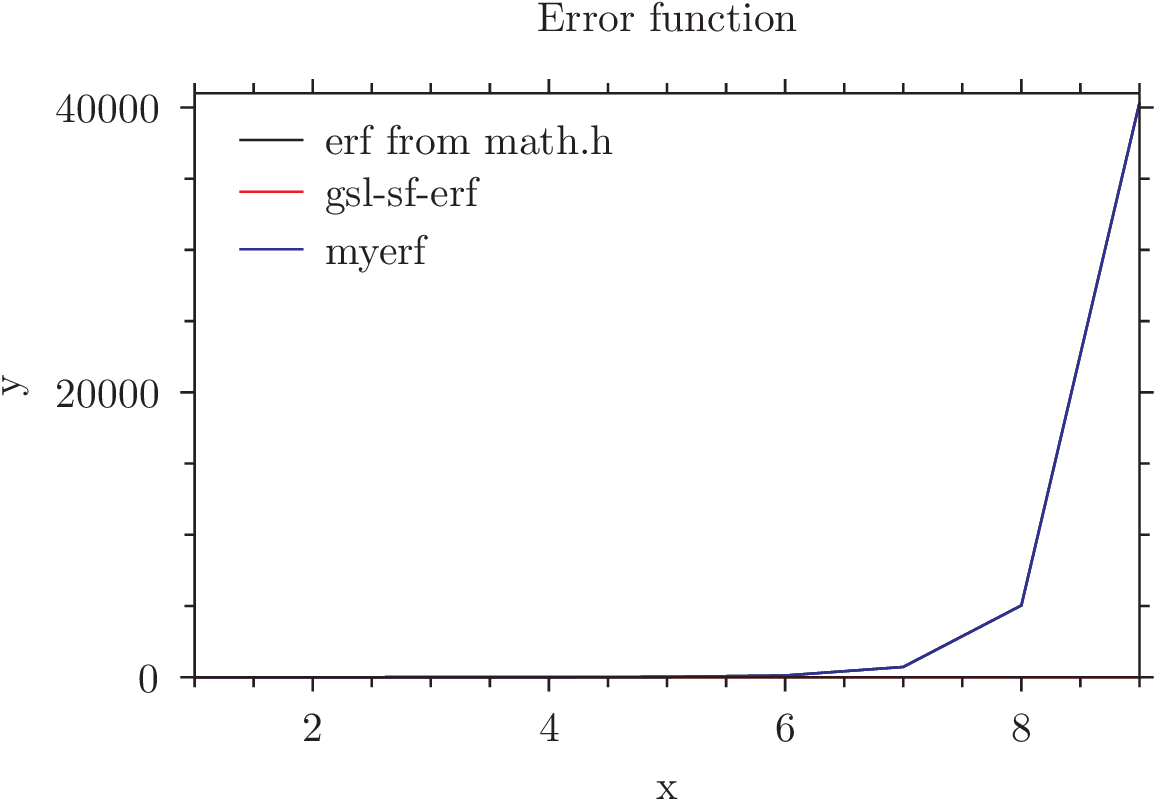 Error function
40000
20000
0
y
erf from math.h
gsl-sf-erf
myerf
2 4 6 8
x